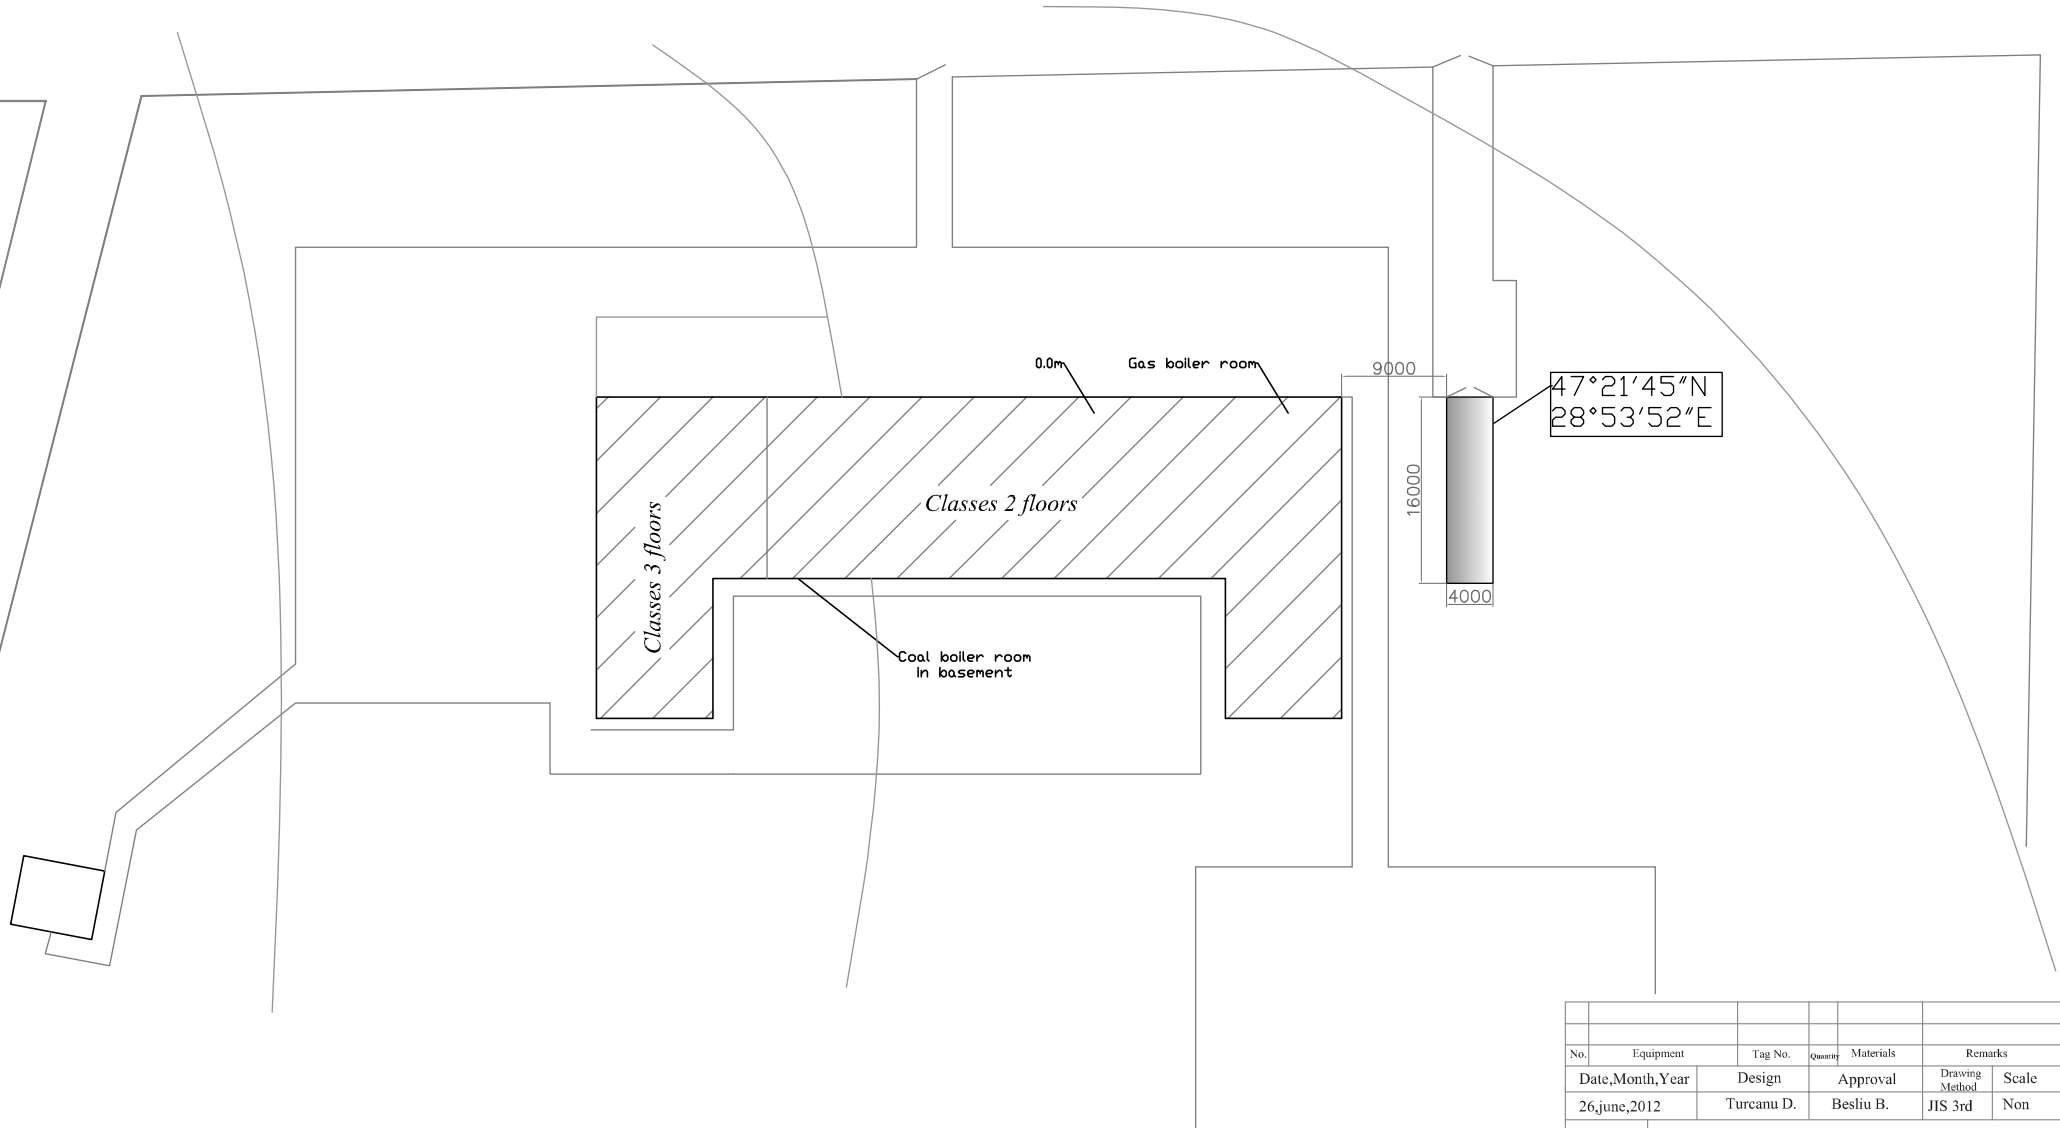 0.0m
Gas boiler room
9000
47°21'45"N
28°53'52"E
16000
4000
Classes 2 floors
Classes 3 floors
Coal boiler room
in basement
No. Equipment Tag No. Quantity Materials Remarks
Date,Month,Year Design Approval Drawing Method Scale
26,june,2012 Turcanu D. Besliu B. JIS 3rd Non